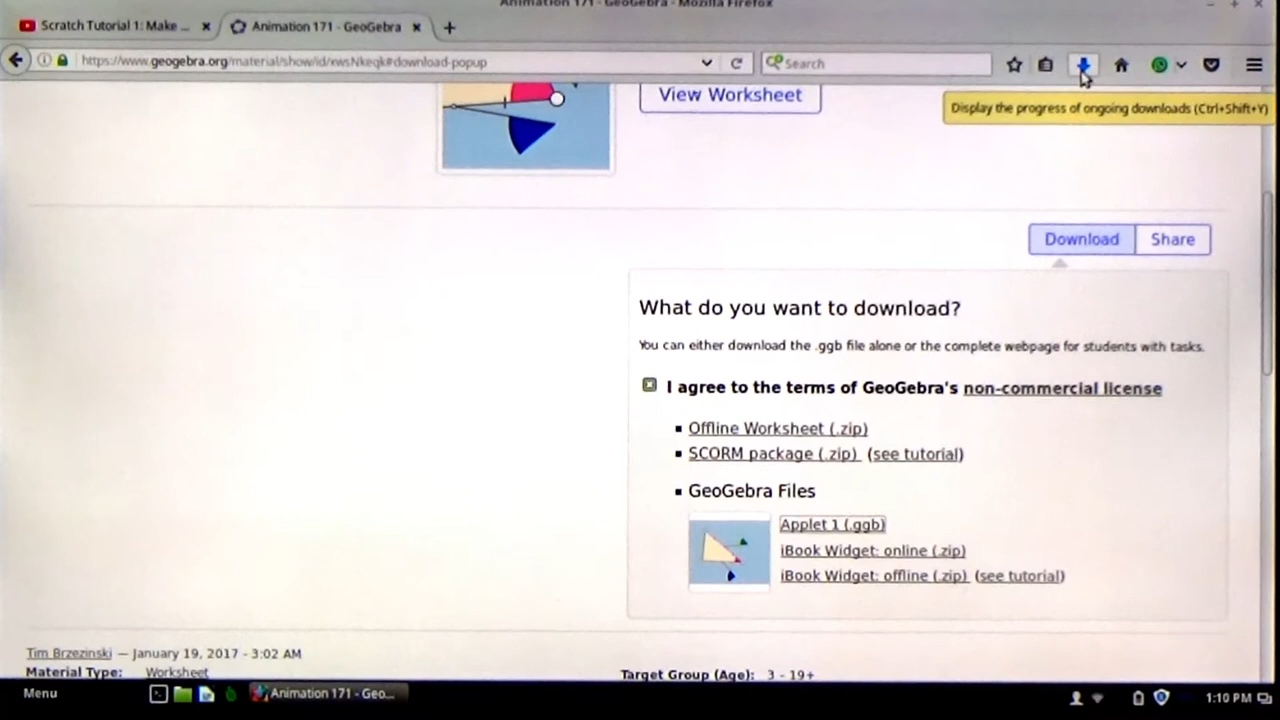 Animation 171 - GeoGebra - Mozilla Firefox
Scratch Tutorial 1: Make ...
Animation 171 - GeoGebra
https://www.geogebra.org/material/show/id/xwsNkeqk#download-popup
Search
View Worksheet
Display the progress of ongoing downloads (Ctrl+Shift+Y)
Download
Share
What do you want to download?
You can either download the .ggb file alone or the complete webpage for students with tasks.
I agree to the terms of GeoGebra's non-commercial license
Offline Worksheet (.zip)
SCORM package (.zip) (see tutorial)
GeoGebra Files
Applet 1 (.ggb)
iBook Widget: online (.zip)
iBook Widget: offline (.zip) (see tutorial)
Tim Brzezinski — January 19, 2017 - 3:02 AM
Material Type: Worksheet
Target Group (Age): 3 - 19+
Menu
Animation 171 - Geo...
1:10 PM